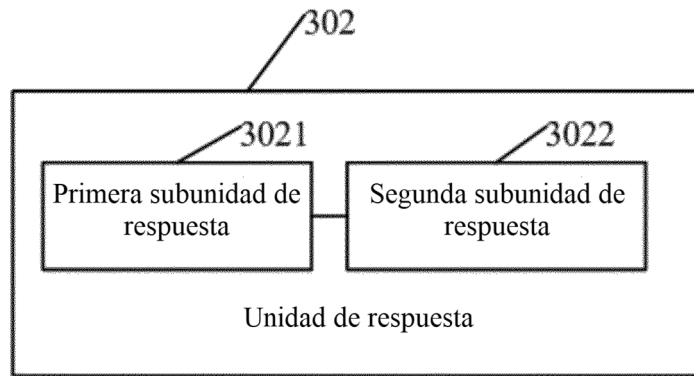 302
3021
3022
Primera subunidad de
respuesta
Segunda subunidad de
respuesta
Unidad de respuesta